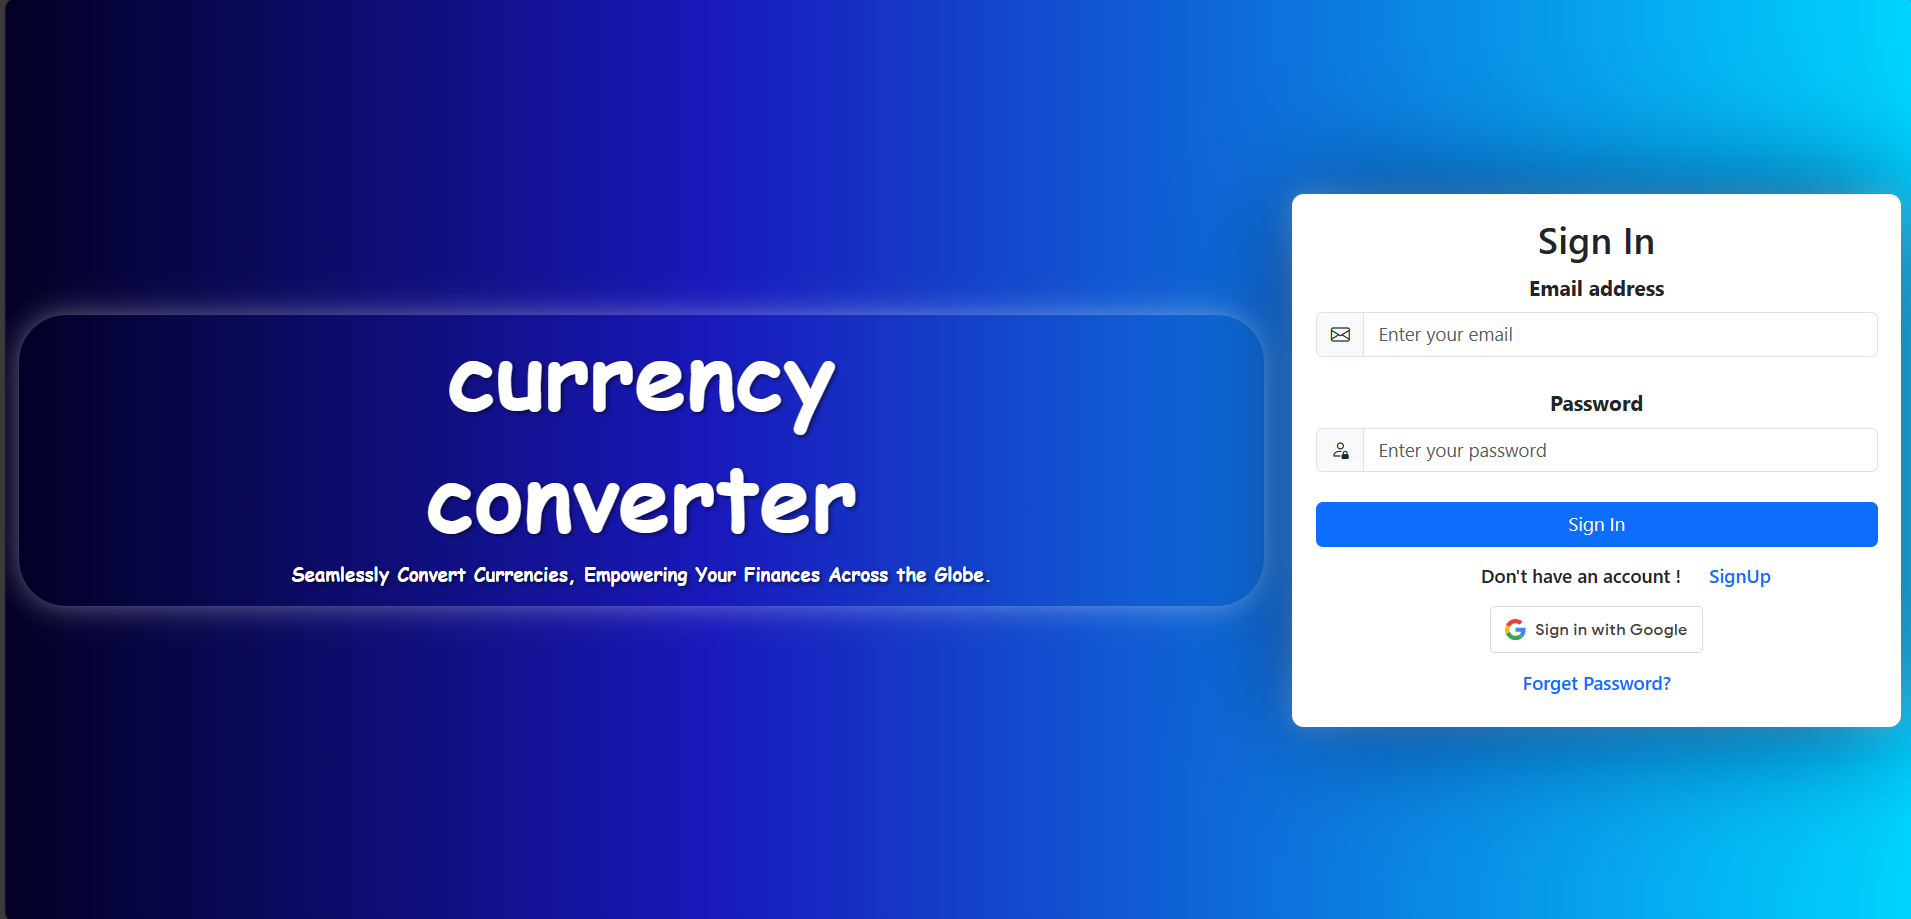 currency
converter
Seamlessly Convert Currencies, Empowering Your Finances Across the Globe.
Sign In
Email address
Enter your email
Password
Enter your password
Sign In
Don't have an account ! SignUp
Sign in with Google
Forget Password?